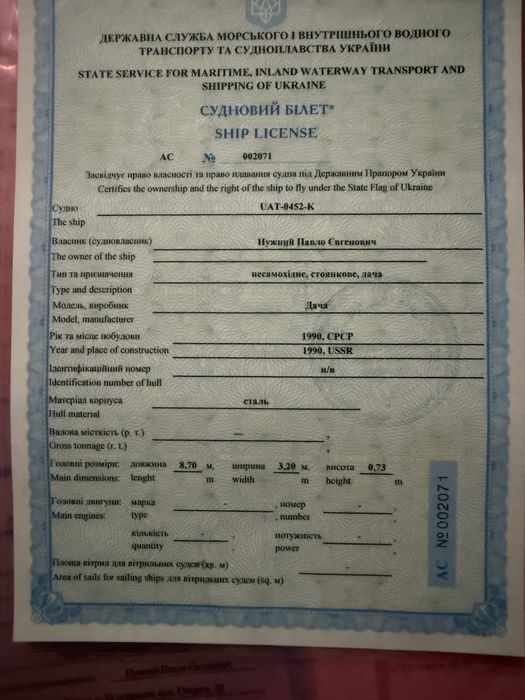 ДЕРЖАВНА СЛУЖБА МОРСЬКОГО І ВНУТРІШНЬОГО ВОДНОГО
ТРАНСПОРТУ ТА СУДНОПЛАВСТВА УКРАЇНИ
STATE SERVICE FOR MARITIME, INLAND WATERWAY TRANSPORT AND
SHIPPING OF UKRAINE
СУДНОВИЙ БІЛЕТ*
SHIP LICENSE
АС № 002071
Засвідчує право власності та право плавання судна під Державним Прапором України
Certifies the ownership and the right of the ship to fly under the State Flag of Ukraine
Судно UAT-0452-K
The ship
Власник (судновласник) Нужний Павло Євгенович
The owner of the ship
Тип та призначення несамохідне, стоянкове, дача
Type and description
Модель, виробник Дача
Model, manufacturer
Рік та місце побудови 1990, СРСР
Year and place of construction 1990, USSR
Ідентифікаційний номер н/в
Identification number of hull
Матеріал корпуса сталь
Hull material
Валова місткість (р. т.) — ,
Gross tonnage (r. t.) ,
Головні розміри: довжина 8,70 м, ширина 3,20 м, висота 0,73
Main dimensions: lenght m width m height m
Головні двигуни: марка - , номер -
Main engines: type , number
кількість - , потужність - ,
quantity , power
Площа вітрил для вітрильних суден (кв. м) -
Area of sails for sailing ships для вітрильних суден (sq. м)
АС №002071
Нужний Павло Євгенович